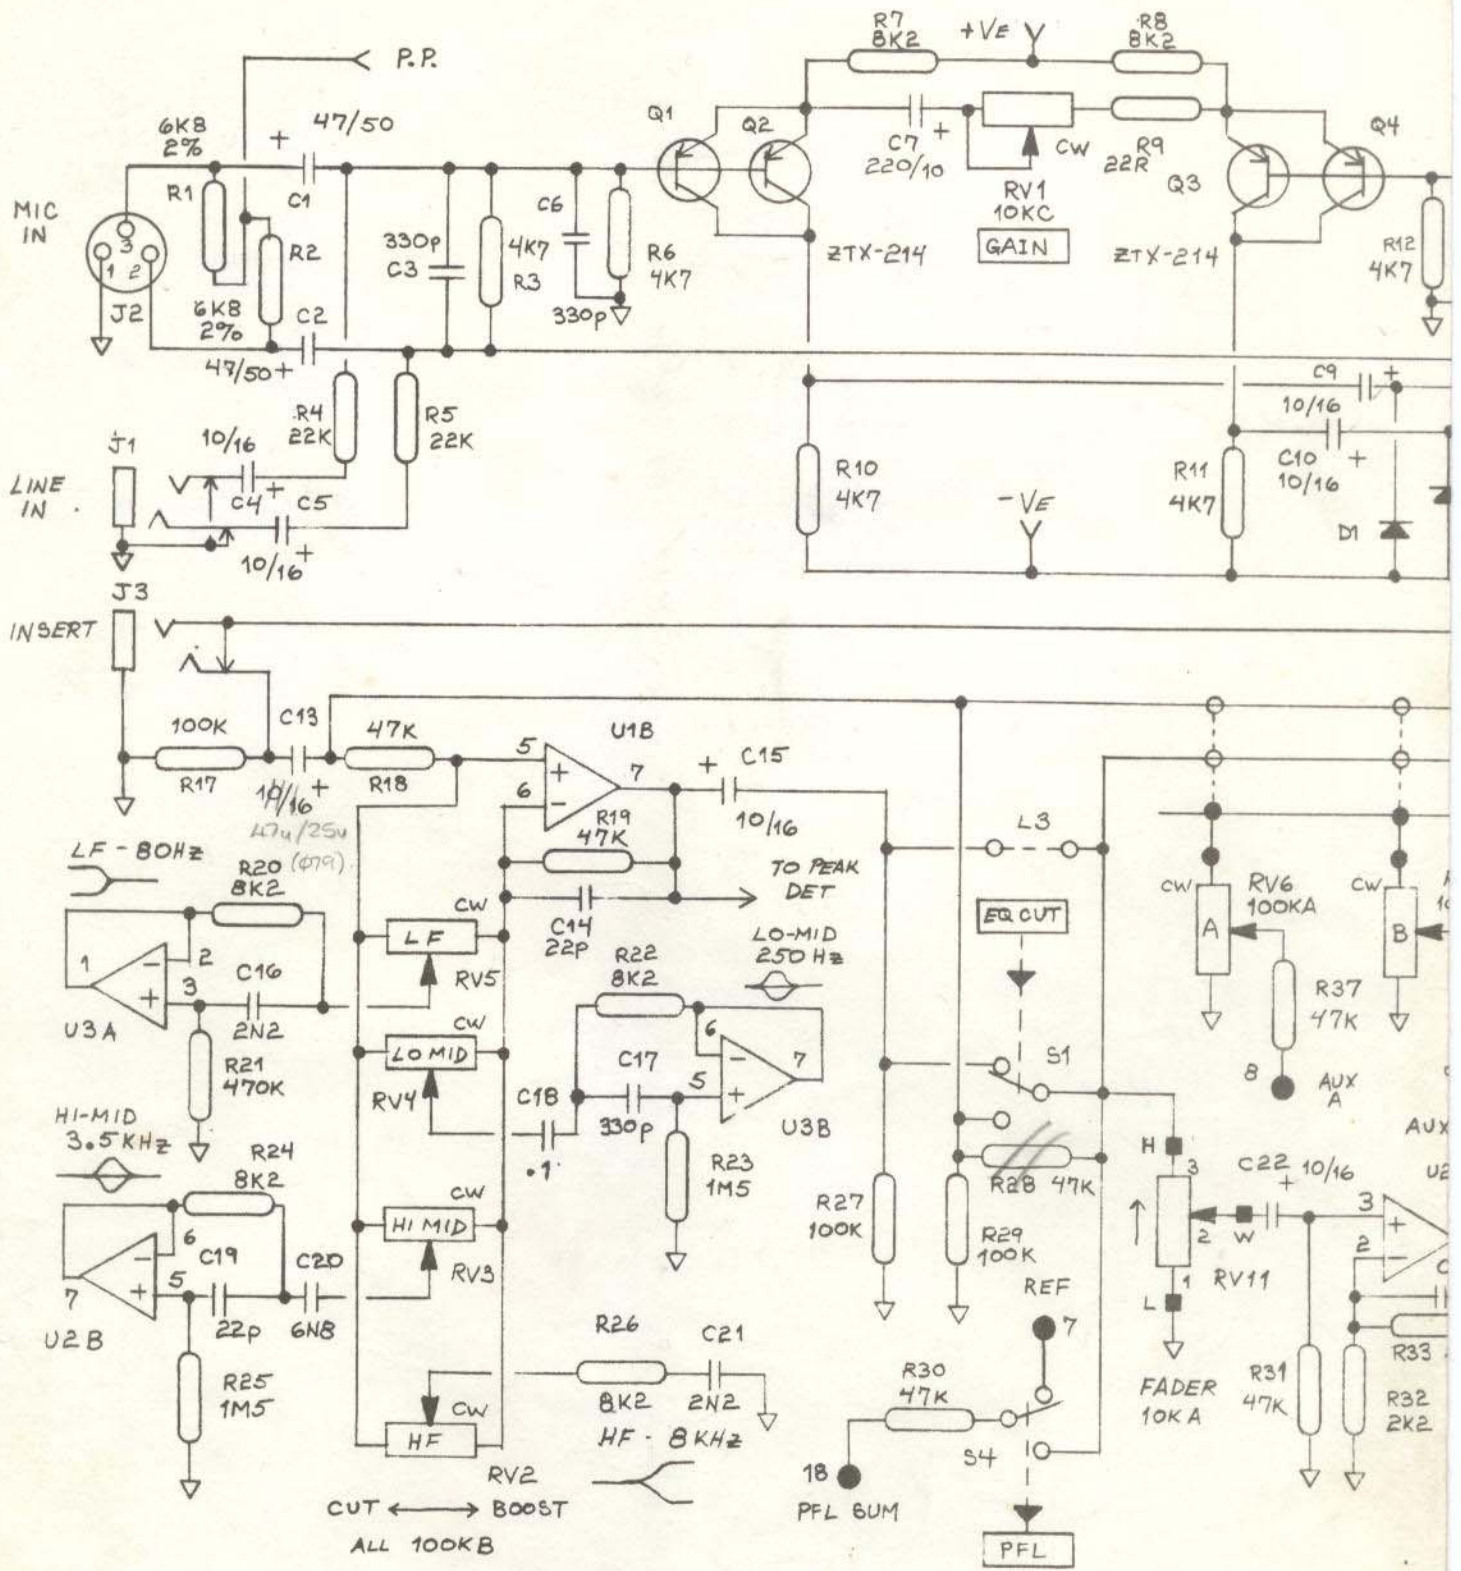 R7
8K2
+VE
R8
8K2
P.P.
6K8
2%
+
47/50
Q1
Q2
C7 +
220/10
CW
R9
22R
Q4
Q3
R1
C1
RV1
10KC
GAIN
MIC
IN
3
1
2
J2
R2
330p
C3
4K7
R3
C6
R6
4K7
330p
ZTX-214
ZTX-214
R12
4K7
6K8
2%
C2
47/50 +
R4
22K
R5
22K
C9 +
10/16
J1
10/16
C4 +
C5
LINE
IN
10/16 +
R10
4K7
-VE
R11
4K7
C10
10/16 +
D1
J3
INSERT
100K
R17
C13
10/16 +
47u/25v
(079)
47K
R18
U1B
5
+
6
-
7
+
C15
10/16
R19
47K
L3
LF - 80HZ
R20
8K2
TO PEAK
DET
CW
LF
RV5
C14
22p
EQ CUT
CW
A
RV6
100KA
CW
B
1
-
2
+
3
C16
2N2
U3A
R21
470K
LO-MID
250 HZ
R22
8K2
R37
47K
CW
LO MID
RV4
C18
.1
C17
330p
6
-
5
+
7
U3B
S1
8
AUX
A
HI-MID
3.5KHZ
R24
8K2
R23
1M5
R28 47K
H
3
C22 10/16
+
AUX
U2
R27
100K
R29
100K
2
W
3
+
2
-
CW
HI MID
RV3
-
6
+
5
7
C19
22p
C20
6N8
U2B
REF
7
1
L
RV11
R25
1M5
R26
8K2
C21
2N2
R30
47K
FADER
10KA
R31
47K
R33
R32
2K2
CW
HF
RV2
HF - 8KHZ
S4
18
PFL SUM
CUT ⟷ BOOST
ALL 100KB
PFL